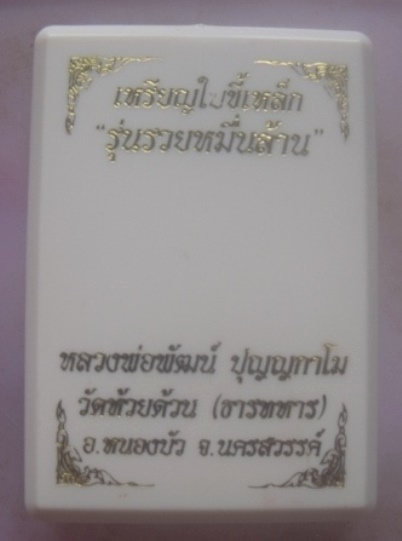 เหรียญใบขี้เหล็ก
"รุ่นรวยหมื่นล้าน"
หลวงพ่อพัฒน์ ปุญญกาโม
วัดห้วยด้วน (ธารทหาร)
อ.หนองบัว จ.นครสวรรค์